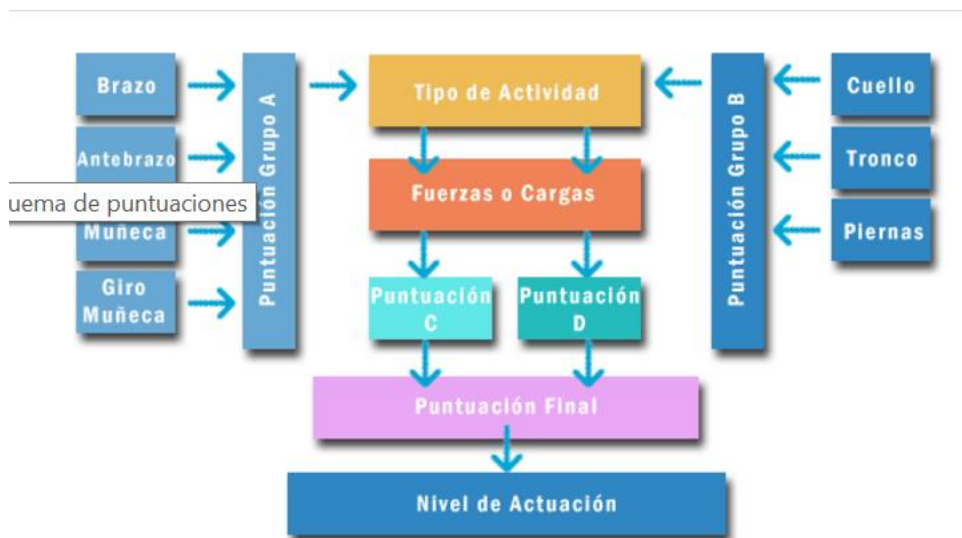 Brazo
Antebrazo
uema de puntuaciones
Muñeca
Giro
Muñeca
Puntuación Grupo A
Tipo de Actividad
Fuerzas o Cargas
Puntuación
C
Puntuación
D
Puntuación Final
Nivel de Actuación
Puntuación Grupo B
Cuello
Tronco
Piernas